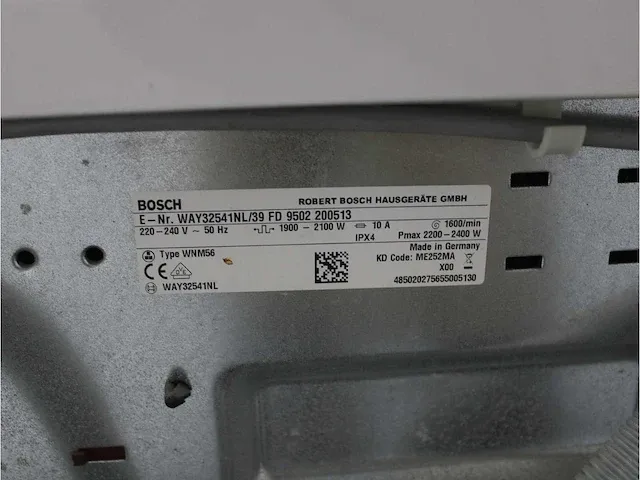 BOSCH ROBERT BOSCH HAUSGERÄTE GMBH
E-Nr. WAY32541NL/39 FD 9502 200513
220-240 V ~ 50 Hz 1900 - 2100 W 10 A 1600/min
IPX4 Pmax 2200-2400 W
Type WNM56 Made in Germany
KD Code: ME252MA
CE X00
WAY32541NL 485020275655005130